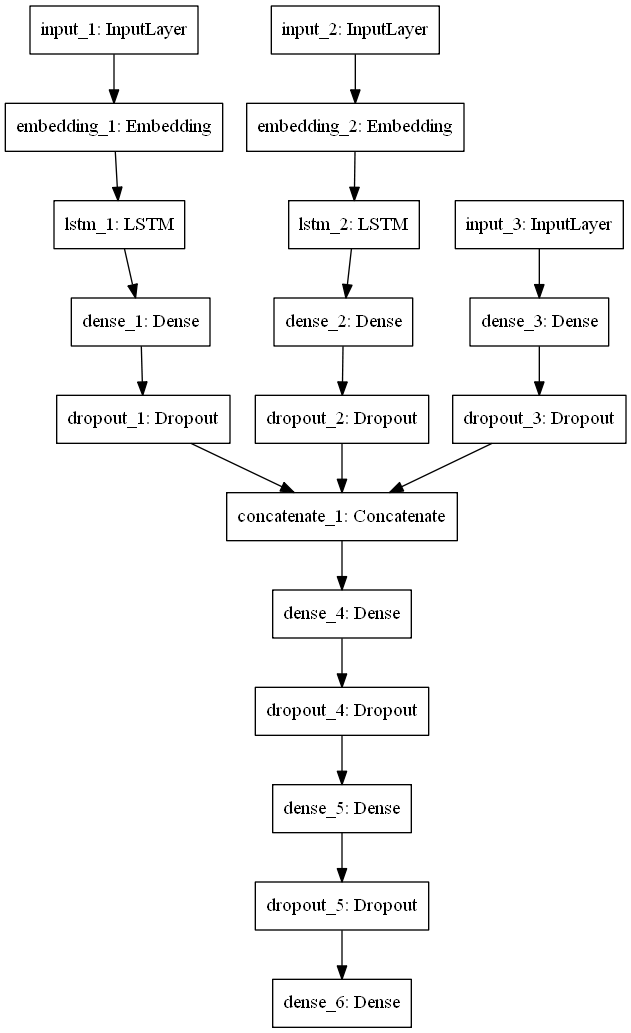 input_1: InputLayer
input_2: InputLayer
embedding_1: Embedding
embedding_2: Embedding
lstm_1: LSTM
lstm_2: LSTM
input_3: InputLayer
dense_1: Dense
dense_2: Dense
dense_3: Dense
dropout_1: Dropout
dropout_2: Dropout
dropout_3: Dropout
concatenate_1: Concatenate
dense_4: Dense
dropout_4: Dropout
dense_5: Dense
dropout_5: Dropout
dense_6: Dense